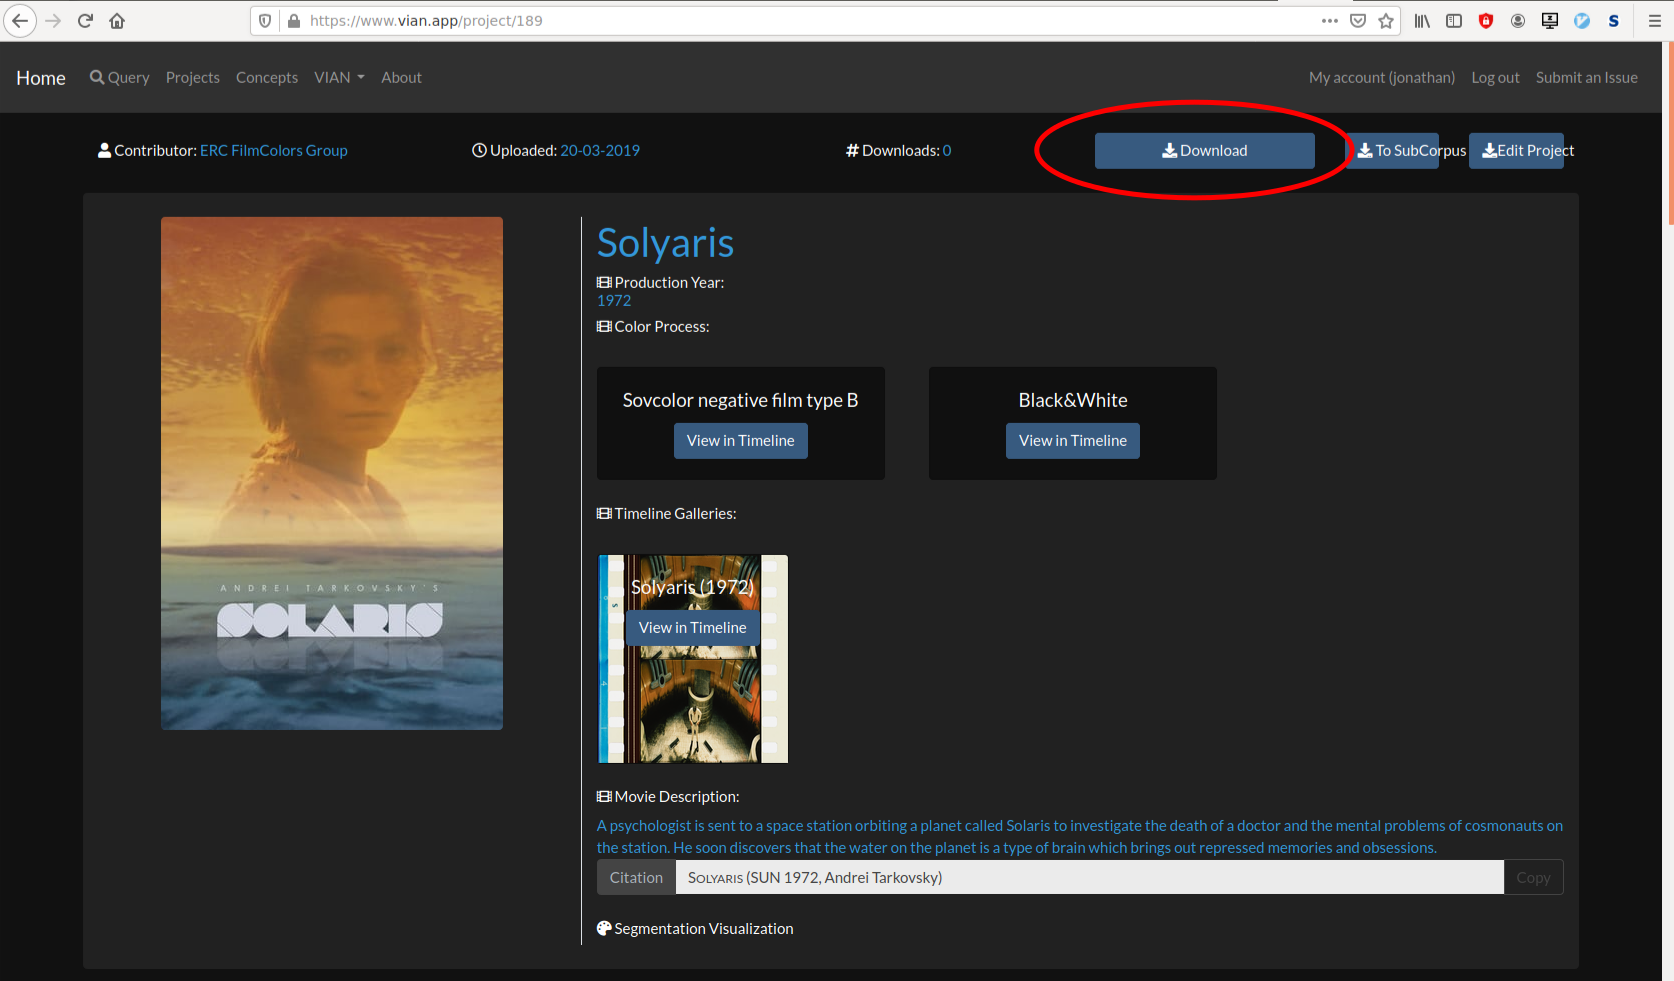 https://www.vian.app/project/189
Home Query Projects Concepts VIAN About My account (jonathan) Log out Submit an Issue
Contributor: ERC FilmColors Group Uploaded: 20-03-2019 # Downloads: 0 Download To SubCorpus Edit Project
Solyaris
Production Year:
1972
Color Process:
Sovcolor negative film type B Black&White
View in Timeline View in Timeline
Timeline Galleries:
Solyaris (1972)
View in Timeline
ANDREI TARKOVSKY'S
SOLARIS
Movie Description:
A psychologist is sent to a space station orbiting a planet called Solaris to investigate the death of a doctor and the mental problems of cosmonauts on
the station. He soon discovers that the water on the planet is a type of brain which brings out repressed memories and obsessions.
Citation SOLYARIS (SUN 1972, Andrei Tarkovsky) Copy
Segmentation Visualization